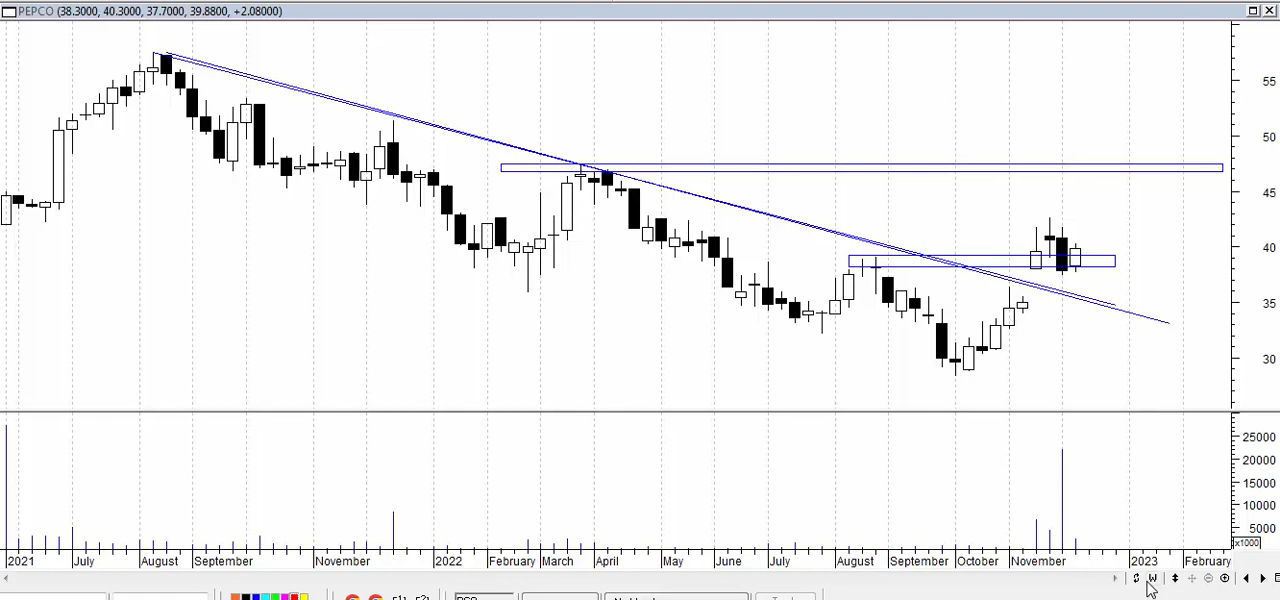 PEPCO (38.3000, 40.3000, 37.7000, 39.8800, +2.08000)
55
50
45
40
35
30
25000
20000
15000
10000
5000
x1000
2021 July August September November 2022 February March April May June July August September October November 2023 February
W